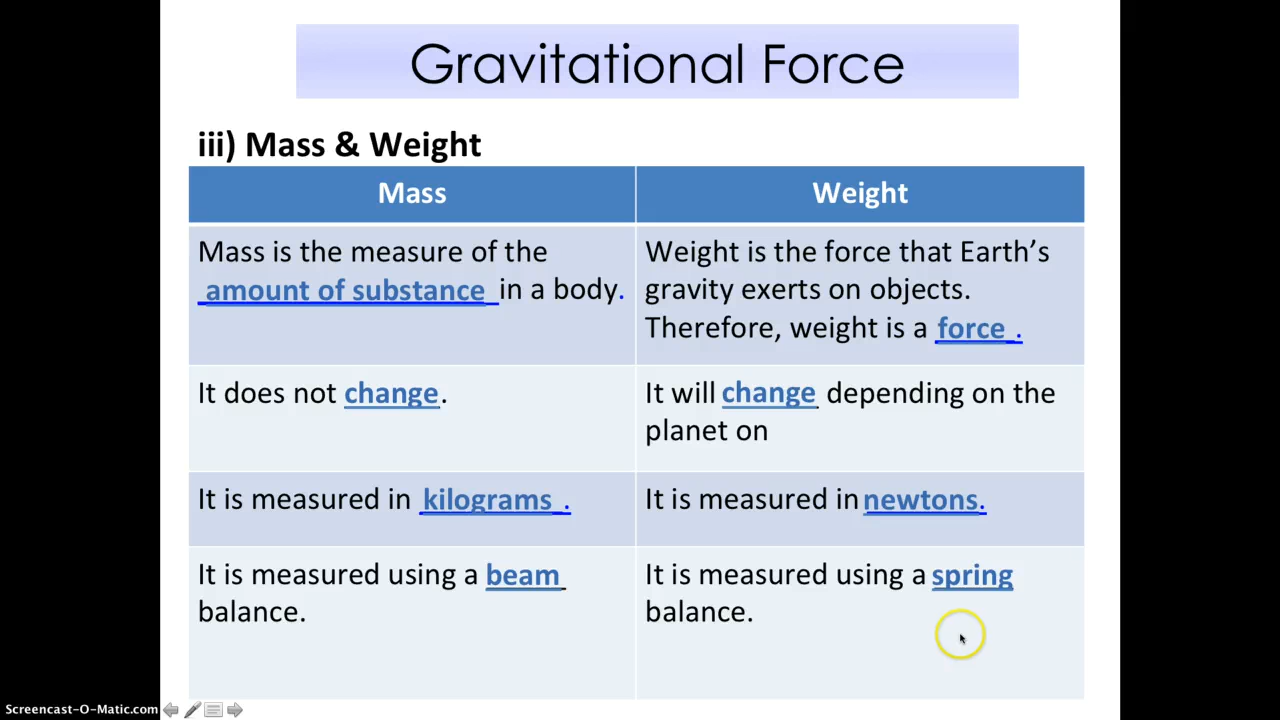 Gravitational Force
iii) Mass & Weight
Mass
Weight
Mass is the measure of the
amount of substance in a body.
Weight is the force that Earth’s
gravity exerts on objects.
Therefore, weight is a force .
It does not change.
It will change depending on the
planet on
It is measured in kilograms .
It is measured in newtons.
It is measured using a beam
balance.
It is measured using a spring
balance.
Screencast-O-Matic.com